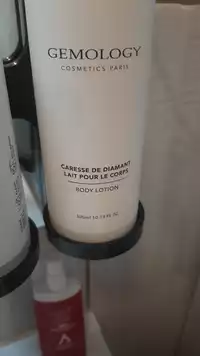 GEMOLOGY
COSMETICS PARIS
CARESSE DE DIAMANT
LAIT POUR LE CORPS
BODY LOTION